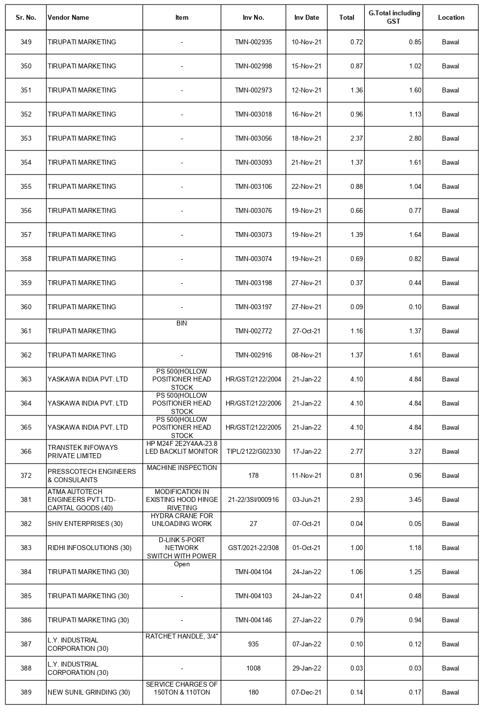 Sr. No. Vendor Name Item Inv No. Inv Date Total G.Total including GST Location
349 TIRUPATI MARKETING - TMN-002935 10-Nov-21 0.72 0.85 Bawal
350 TIRUPATI MARKETING - TMN-002998 15-Nov-21 0.87 1.02 Bawal
351 TIRUPATI MARKETING - TMN-002973 12-Nov-21 1.36 1.60 Bawal
352 TIRUPATI MARKETING - TMN-003018 16-Nov-21 0.96 1.13 Bawal
353 TIRUPATI MARKETING - TMN-003056 18-Nov-21 2.37 2.80 Bawal
354 TIRUPATI MARKETING - TMN-003093 21-Nov-21 1.37 1.61 Bawal
355 TIRUPATI MARKETING - TMN-003106 22-Nov-21 0.88 1.04 Bawal
356 TIRUPATI MARKETING - TMN-003076 19-Nov-21 0.66 0.77 Bawal
357 TIRUPATI MARKETING - TMN-003073 19-Nov-21 1.39 1.64 Bawal
358 TIRUPATI MARKETING - TMN-003074 19-Nov-21 0.69 0.82 Bawal
359 TIRUPATI MARKETING - TMN-003198 27-Nov-21 0.37 0.44 Bawal
360 TIRUPATI MARKETING - TMN-003197 27-Nov-21 0.09 0.10 Bawal
361 TIRUPATI MARKETING BIN TMN-002772 27-Oct-21 1.16 1.37 Bawal
362 TIRUPATI MARKETING - TMN-002916 08-Nov-21 1.37 1.61 Bawal
363 YASKAWA INDIA PVT. LTD PS 500(HOLLOW POSITIONER HEAD STOCK HR/GST/2122/2004 21-Jan-22 4.10 4.84 Bawal
364 YASKAWA INDIA PVT. LTD PS 500(HOLLOW POSITIONER HEAD STOCK HR/GST/2122/2006 21-Jan-22 4.10 4.84 Bawal
365 YASKAWA INDIA PVT. LTD PS 500(HOLLOW POSITIONER HEAD STOCK HR/GST/2122/2005 21-Jan-22 4.10 4.84 Bawal
366 TRANSTEK INFOWAYS PRIVATE LIMITED HP M24F 2E2Y4AA-23.8 LED BACKLIT MONITOR TIPL/2122/G02330 17-Jan-22 2.77 3.27 Bawal
372 PRESSCOTECH ENGINEERS & CONSULANTS MACHINE INSPECTION 178 11-Nov-21 0.81 0.96 Bawal
381 ATMA AUTOTECH ENGINEERS PVT LTD-CAPITAL GOODS (40) MODIFICATION IN EXISTING HOOD HINGE RIVETING 21-22/3SI/000916 03-Jun-21 2.93 3.45 Bawal
382 SHIV ENTERPRISES (30) HYDRA CRANE FOR UNLOADING WORK 27 07-Oct-21 0.04 0.05 Bawal
383 RIDHI INFOSOLUTIONS (30) D-LINK 5-PORT NETWORK SWITCH WITH POWER GST/2021-22/308 01-Oct-21 1.00 1.18 Bawal
384 TIRUPATI MARKETING (30) Open TMN-004104 24-Jan-22 1.06 1.25 Bawal
385 TIRUPATI MARKETING (30) - TMN-004103 24-Jan-22 0.41 0.48 Bawal
386 TIRUPATI MARKETING (30) - TMN-004146 27-Jan-22 0.79 0.94 Bawal
387 L.Y. INDUSTRIAL CORPORATION (30) RATCHET HANDLE, 3/4" 935 07-Jan-22 0.10 0.12 Bawal
388 L.Y. INDUSTRIAL CORPORATION (30) - 1008 29-Jan-22 0.03 0.03 Bawal
389 NEW SUNIL GRINDING (30) SERVICE CHARGES OF 150TON & 110TON 180 07-Dec-21 0.14 0.17 Bawal